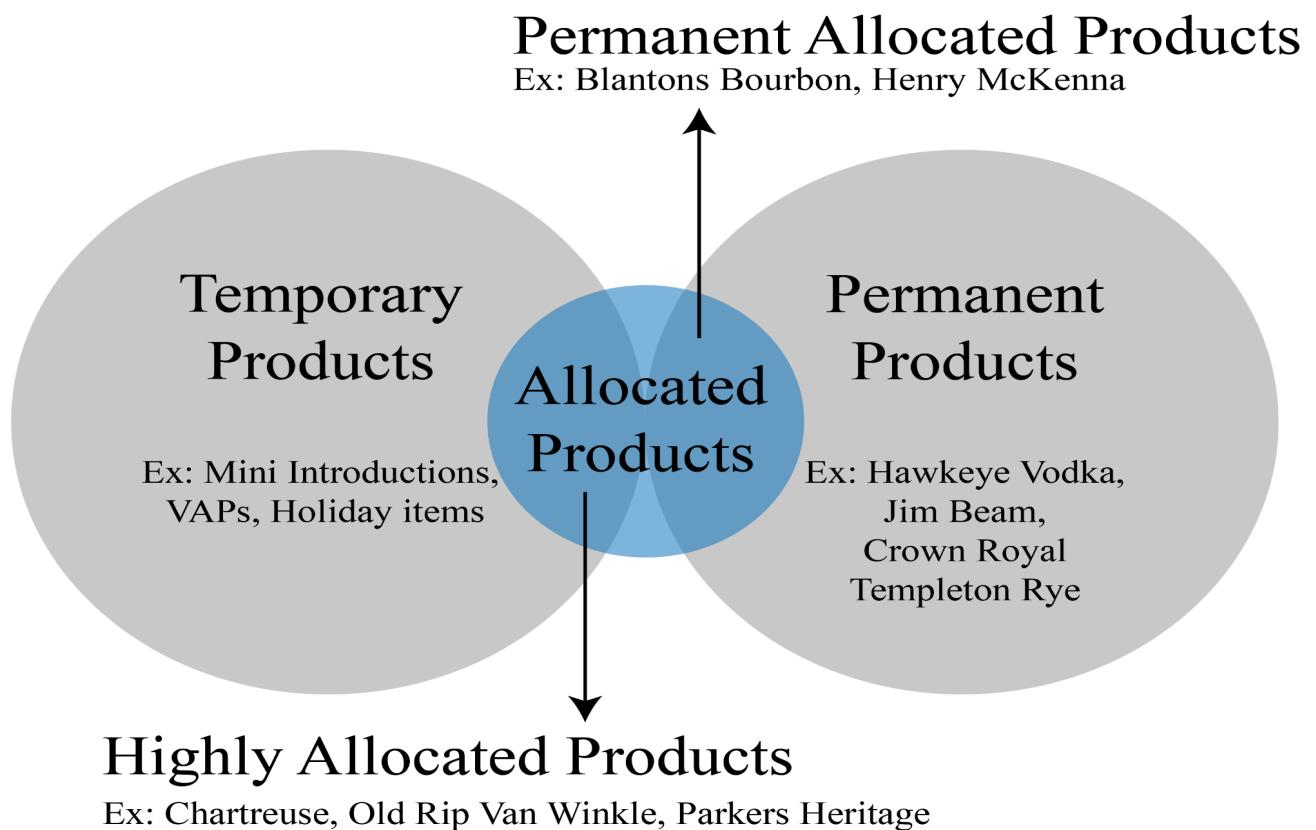 Permanent Allocated Products
Ex: Blantons Bourbon, Henry McKenna
Temporary
Products
Ex: Mini Introductions,
VAPs, Holiday items
Allocated
Products
Permanent
Products
Ex: Hawkeye Vodka,
Jim Beam,
Crown Royal
Templeton Rye
Highly Allocated Products
Ex: Chartreuse, Old Rip Van Winkle, Parkers Heritage